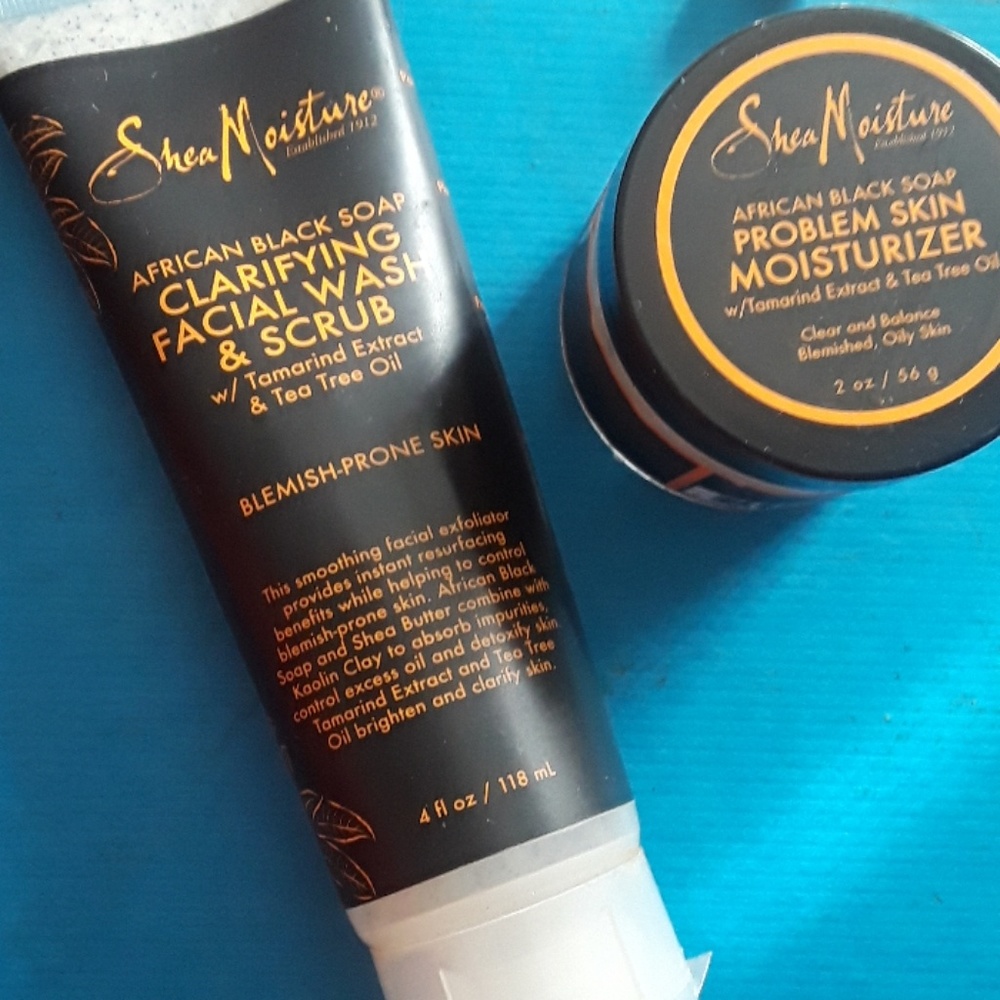 SheaMoisture®
Established 1912
AFRICAN BLACK SOAP
CLARIFYING
FACIAL WASH
& SCRUB
w/ Tamarind Extract
& Tea Tree Oil
BLEMISH-PRONE SKIN
This smoothing facial exfoliator
provides instant resurfacing
benefits while helping to control
blemish-prone skin. African Black
Soap and Shea Butter combine with
Kaolin Clay to absorb impurities,
control excess oil and detoxify skin.
Tamarind Extract and Tea Tree
Oil brighten and clarify skin.
4 fl oz / 118 mL
SheaMoisture
Established 1912
AFRICAN BLACK SOAP
PROBLEM SKIN
MOISTURIZER
w/Tamarind Extract & Tea Tree Oil
Clear and Balance
Blemished, Oily Skin
2 oz / 56 g